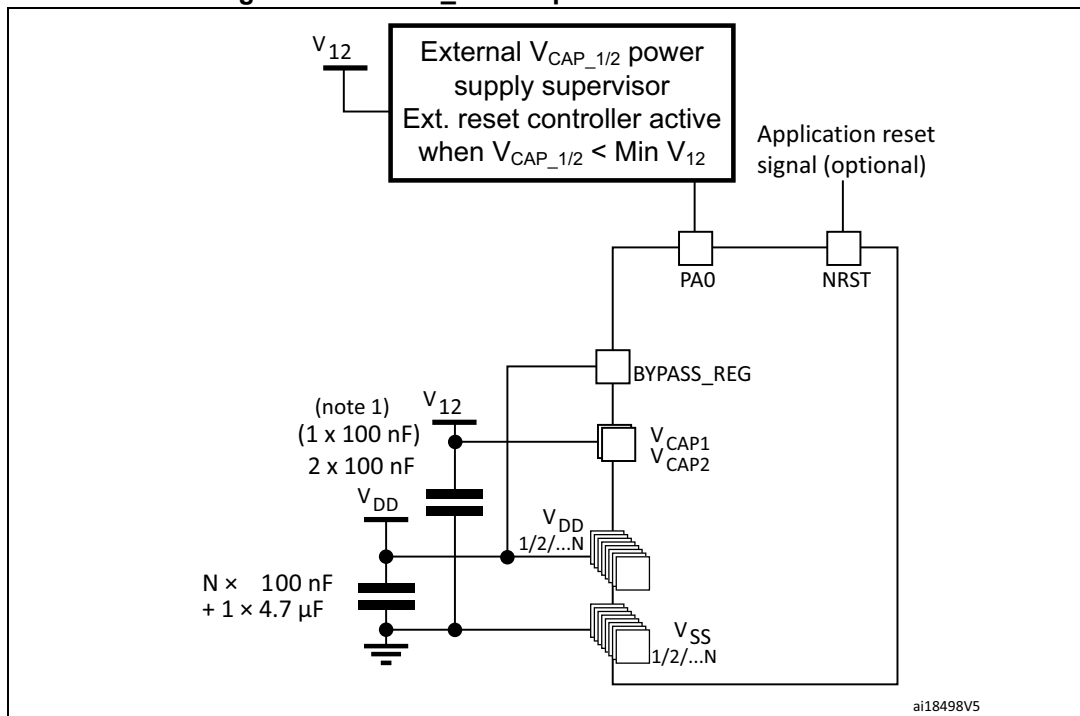 V12
External VCAP_1/2 power
supply supervisor
Ext. reset controller active
when VCAP_1/2 < Min V12
Application reset
signal (optional)
PA0
NRST
BYPASS_REG
(note 1)
(1 x 100 nF)
2 x 100 nF
V12
VCAP1
VCAP2
VDD
VDD
1/2/...N
N × 100 nF
+ 1 × 4.7 µF
VSS
1/2/...N
ai18498V5